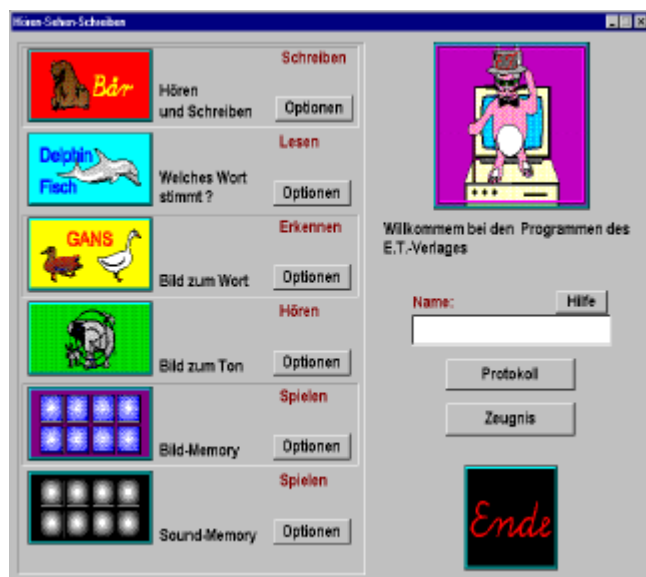 Hören-Sehen-Schreiben
Bär
Schreiben
Hören
und Schreiben
Optionen
Delphin
Fisch
Lesen
Welches Wort
stimmt ?
Optionen
GANS
Erkennen
Bild zum Wort
Optionen
Hören
Bild zum Ton
Optionen
Spielen
Bild-Memory
Optionen
Spielen
Sound-Memory
Optionen
Willkommem bei den Programmen des
E.T.-Verlages
Name:
Hilfe
Protokoll
Zeugnis
Ende